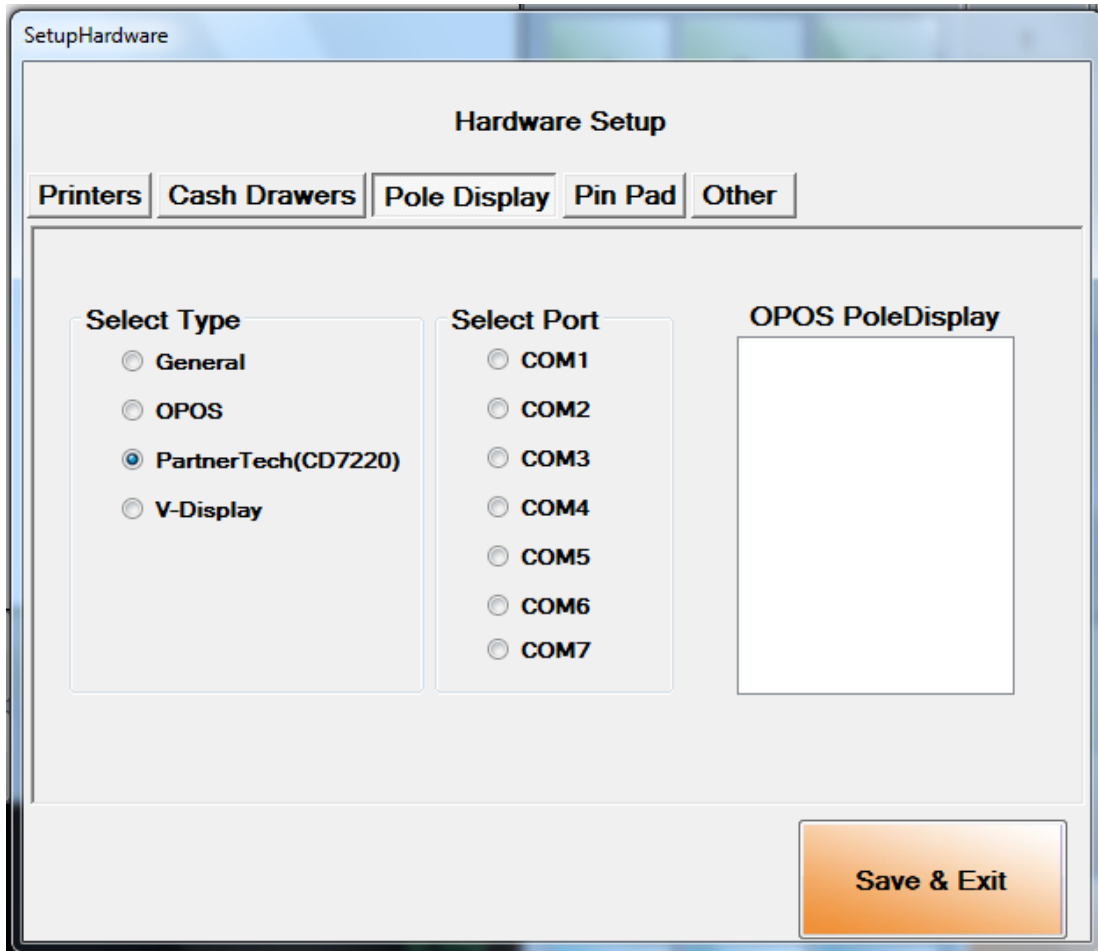 SetupHardware
Hardware Setup
Printers Cash Drawers Pole Display Pin Pad Other
Select Type
General
OPOS
PartnerTech(CD7220)
V-Display
Select Port
COM1
COM2
COM3
COM4
COM5
COM6
COM7
OPOS PoleDisplay
Save & Exit